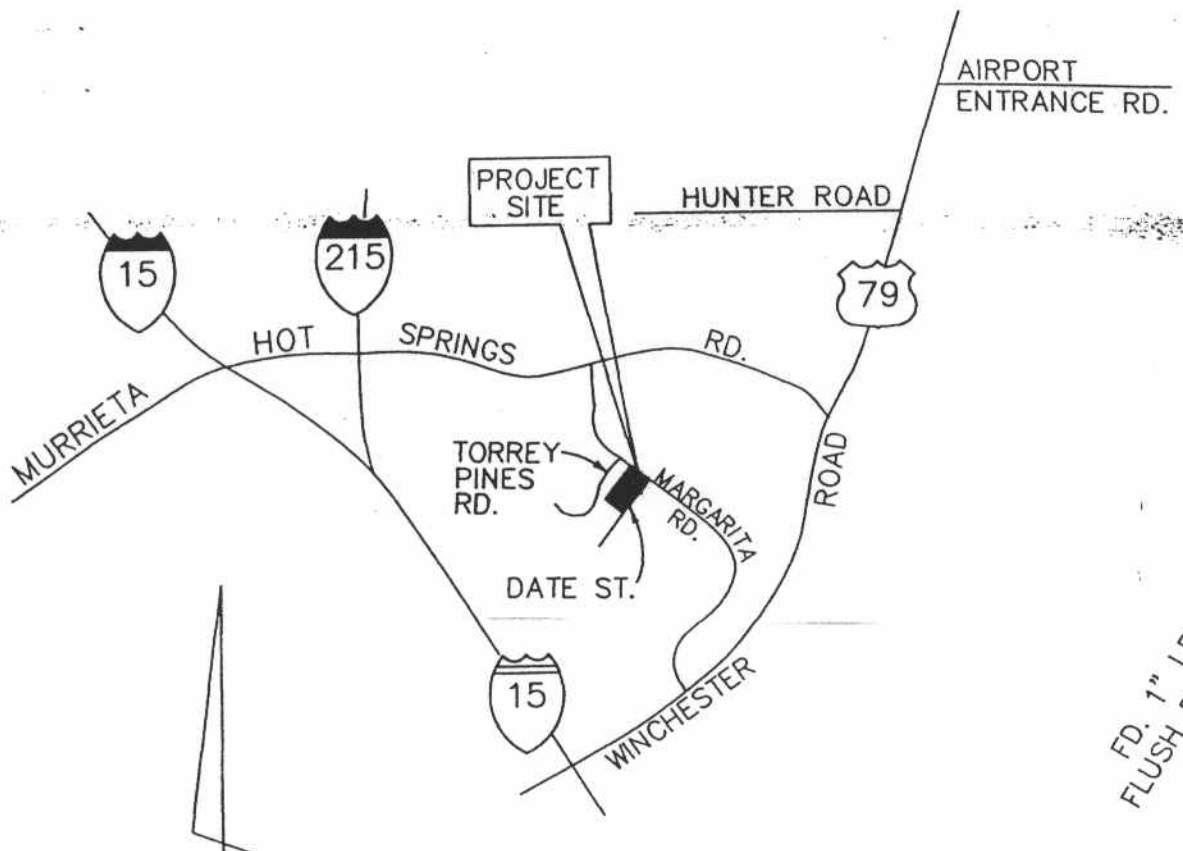 AIRPORT
ENTRANCE RD.
PROJECT
SITE
HUNTER ROAD
15
215
79
MURRIETA HOT SPRINGS RD.
TORREY
PINES
RD.
MARGARITA
RD.
DATE ST.
15
WINCHESTER ROAD
FD. 1"
FLUSH